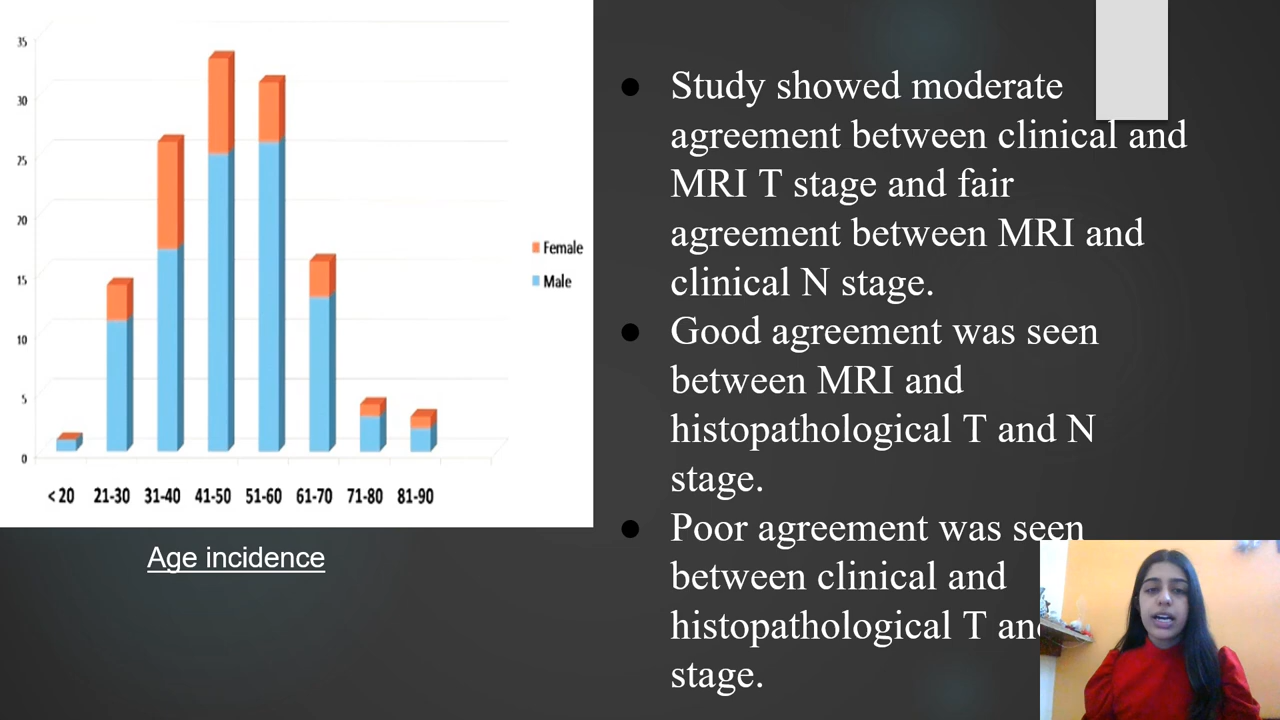 35
30
25
20
15
10
5
0
Female
Male
< 20 21-30 31-40 41-50 51-60 61-70 71-80 81-90
Age incidence
● Study showed moderate
agreement between clinical and
MRI T stage and fair
agreement between MRI and
clinical N stage.
● Good agreement was seen
between MRI and
histopathological T and N
stage.
● Poor agreement was seen
between clinical and
histopathological T
stage.